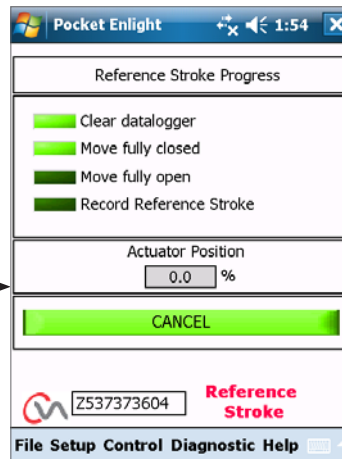 Pocket Enlight 1:54
Reference Stroke Progress
Clear datalogger
Move fully closed
Move fully open
Record Reference Stroke
Actuator Position
0.0 %
CANCEL
Z537373604
Reference
Stroke
File Setup Control Diagnostic Help